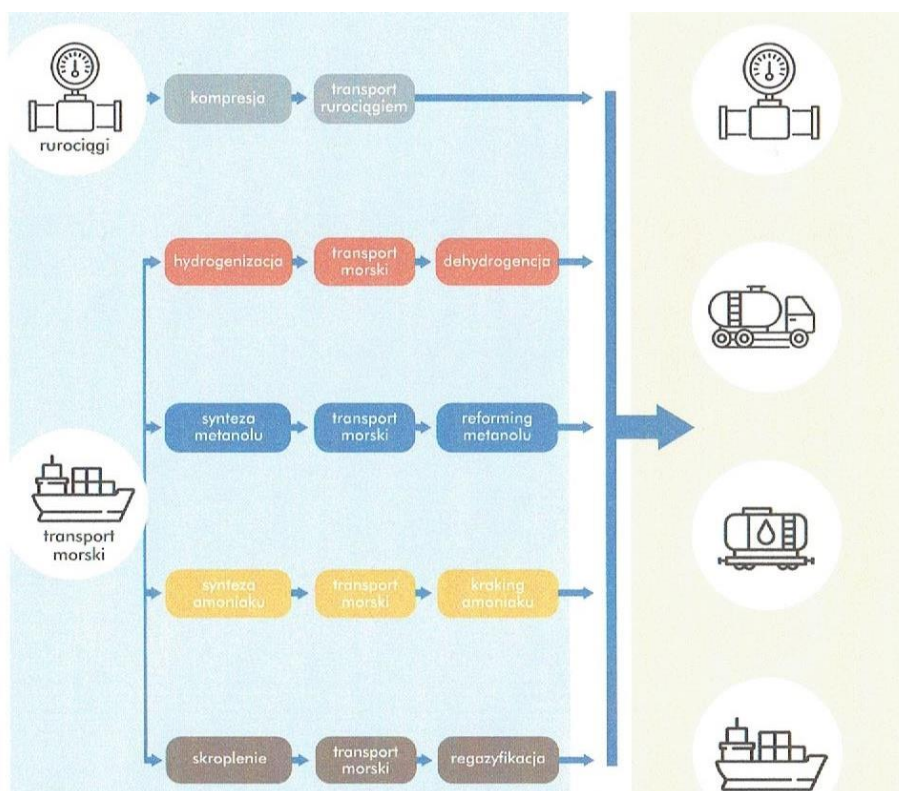 kompresja
transport
rurociągiem
rurociągi
hydrogenizacja
transport
morski
dehydrogencja
synteza
metanolu
transport
morski
reforming
metanolu
transport
morski
synteza
amoniaku
transport
morski
kraking
amoniaku
skroplenie
transport
morski
regazyfikacja